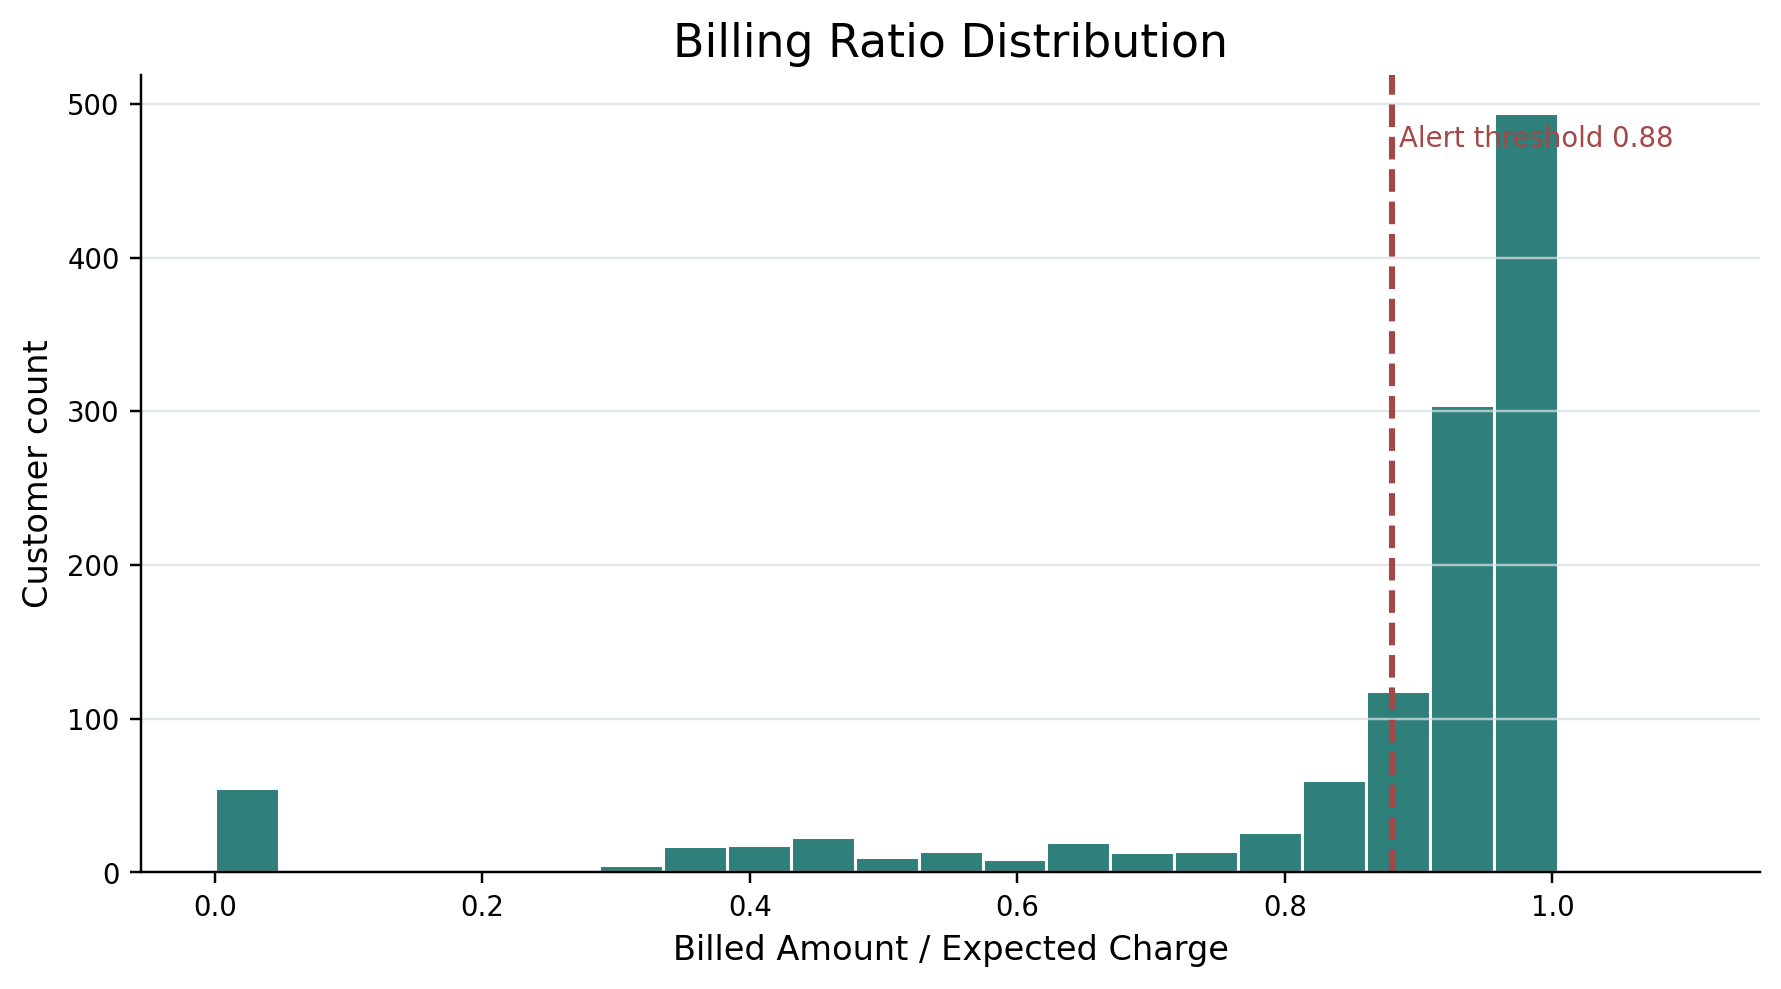 Billing Ratio Distribution
500
400
300
200
100
0
Customer count
Alert threshold 0.88
0.0 0.2 0.4 0.6 0.8 1.0
Billed Amount / Expected Charge